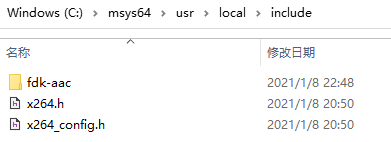 Windows (C:) > msys64 > usr > local > include
名称 修改日期
fdk-aac 2021/1/8 22:48
x264.h 2021/1/8 20:50
x264_config.h 2021/1/8 20:50